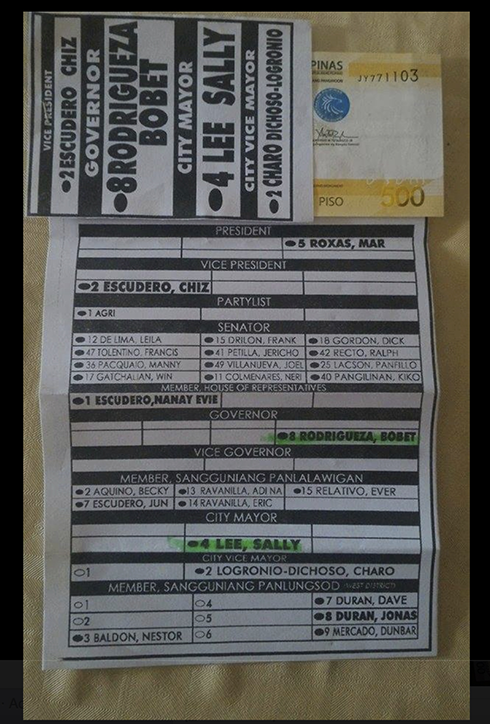 VICE PRESIDENT
2 ESCUDERO CHIZ
GOVERNOR
8 RODRIGUEZA
BOBET
CITY MAYOR
4 LEE SALLY
CITY VICE MAYOR
2 CHARO DICHOSO-LOGRONIO
PINAS
JY771103
PISO
500
PRESIDENT
5 ROXAS, MAR
VICE PRESIDENT
2 ESCUDERO, CHIZ
PARTYLIST
1 AGRI
SENATOR
12 DE LIMA, LEILA 15 DRILON, FRANK 18 GORDON, DICK
47 TOLENTINO, FRANCIS 41 PETILLA, JERICHO 42 RECTO, RALPH
36 PACQUAIO, MANNY 49 VILLANUEVA, JOEL 25 LACSON, PANFILLO
17 GATCHALIAN, WIN 11 COLMENARES, NERI 40 PANGILINAN, KIKO
MEMBER, HOUSE OF REPRESENTATIVES
1 ESCUDERO,NANAY EVIE
GOVERNOR
8 RODRIGUEZA, BOBET
VICE GOVERNOR
MEMBER, SANGGUNIANG PANLALAWIGAN
2 AQUINO, BECKY 13 RAVANILLA, ADINA 15 RELATIVO, EVER
7 ESCUDERO, JUN 14 RAVANILLA, ERIC
CITY MAYOR
4 LEE, SALLY
CITY VICE MAYOR
1 2 LOGRONIO-DICHOSO, CHARO
MEMBER, SANGGUNIANG PANLUNGSOD (WEST DISTRICT)
1 4 7 DURAN, DAVE
2 5 8 DURAN, JONAS
3 BALDON, NESTOR 6 9 MERCADO, DUNBAR